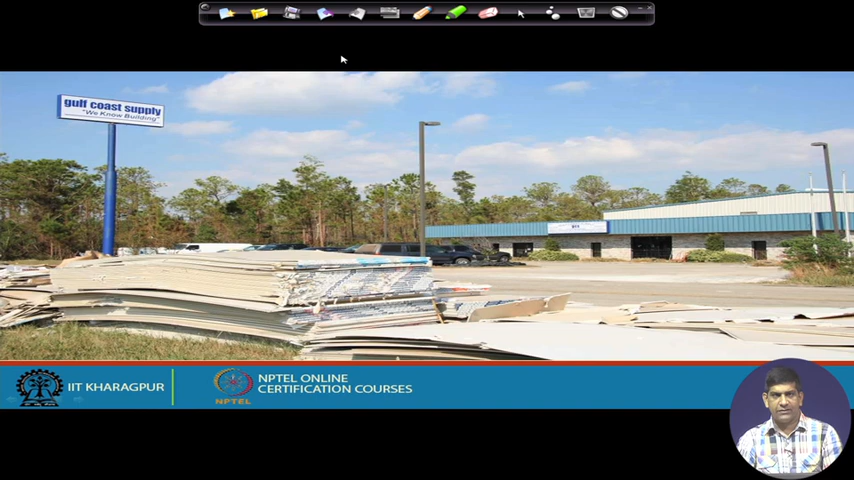 gulf coast supply
"We Know Building"
IIT KHARAGPUR
NPTEL ONLINE
CERTIFICATION COURSES
NPTEL